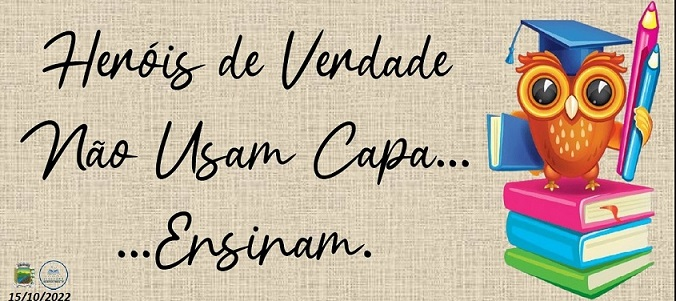 Heróis de Verdade
Não Usam Capa...
...Ensinam.
15/10/2022